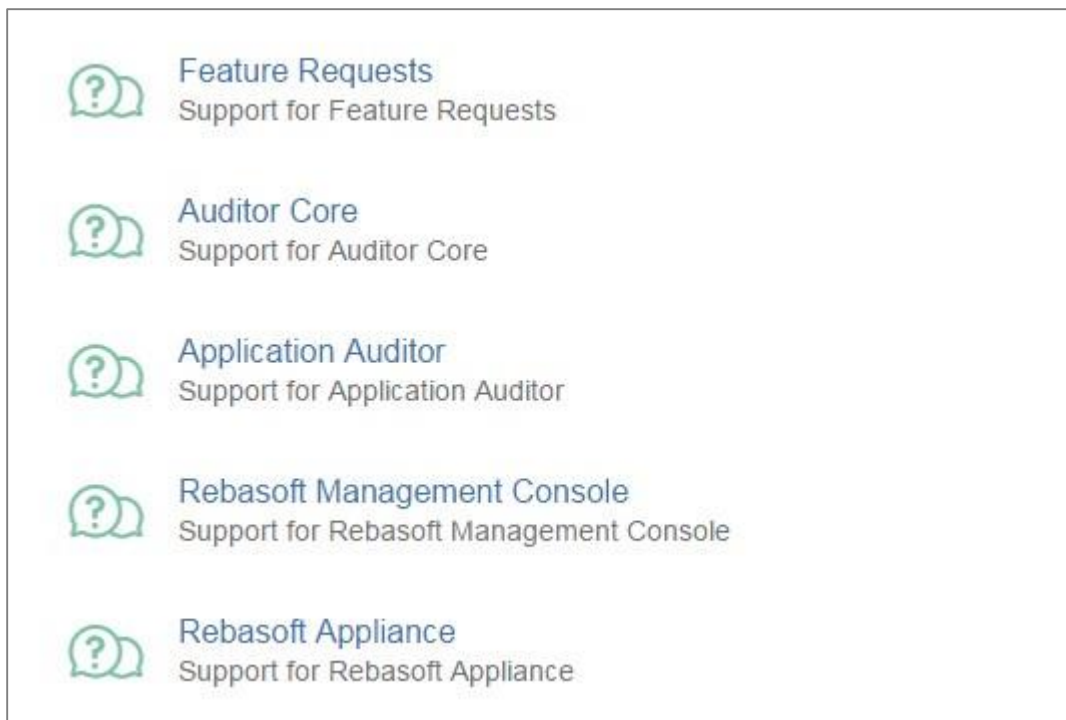 Feature Requests
Support for Feature Requests
Auditor Core
Support for Auditor Core
Application Auditor
Support for Application Auditor
Rebasoft Management Console
Support for Rebasoft Management Console
Rebasoft Appliance
Support for Rebasoft Appliance